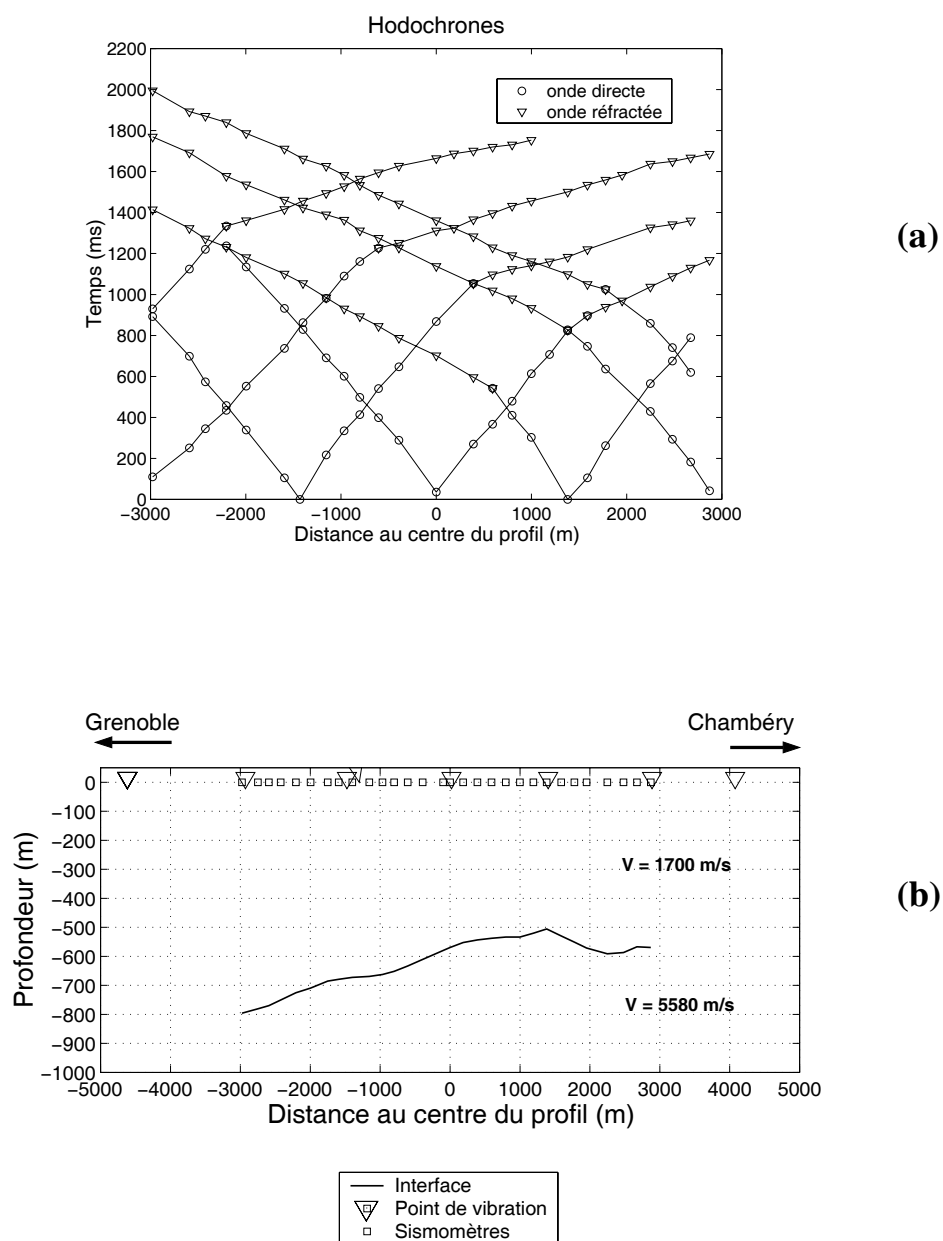 Hodochrones
2200
2000
1800
1600
1400
1200
1000
800
600
400
200
0
Temps (ms)
onde directe
onde réfractée
−3000 −2000 −1000 0 1000 2000 3000
Distance au centre du profil (m)
(a)
Grenoble
Chambéry
0
−100
−200
−300
−400
−500
−600
−700
−800
−900
−1000
Profondeur (m)
V = 1700 m/s
V = 5580 m/s
−5000 −4000 −3000 −2000 −1000 0 1000 2000 3000 4000 5000
Distance au centre du profil (m)
(b)
Interface
Point de vibration
Sismomètres